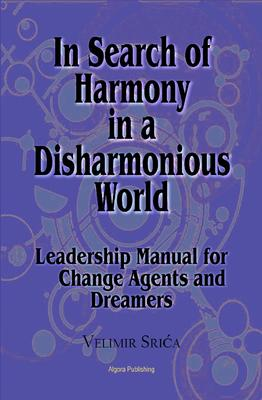 In Search of
Harmony
in a
Disharmonious
World
Leadership Manual for
Change Agents and
Dreamers
VELIMIR SRIĆA
Algora Publishing